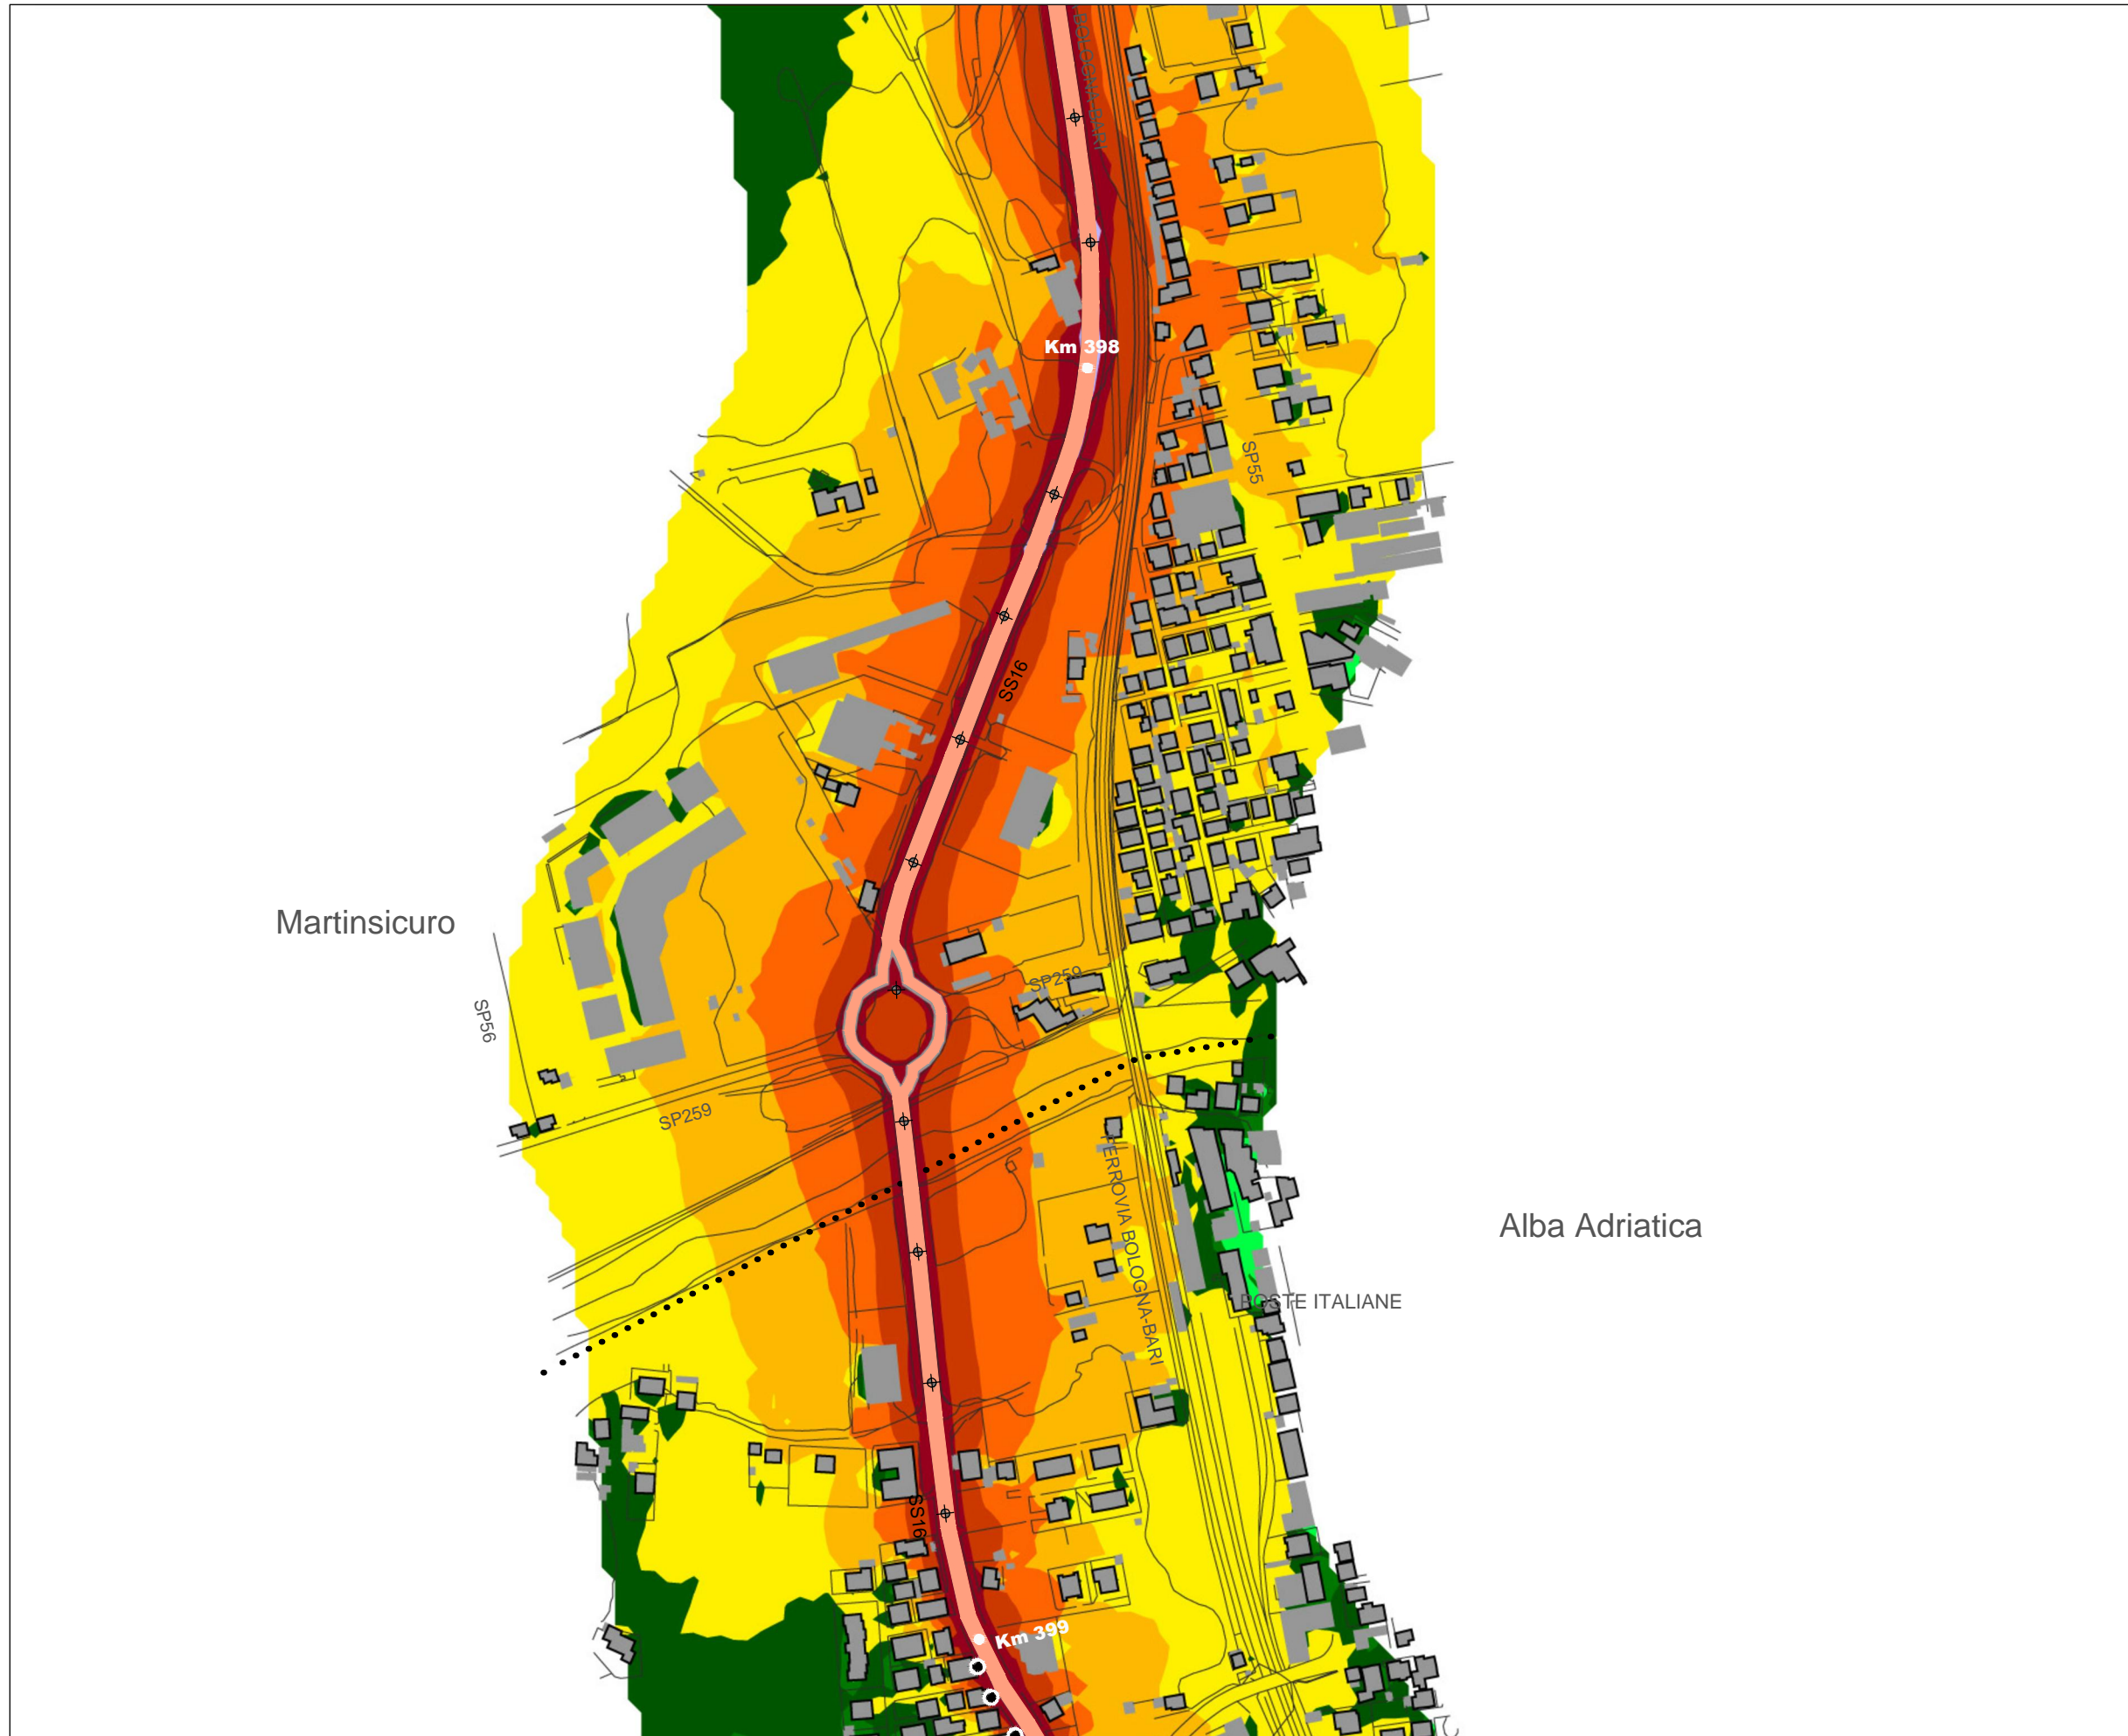 BOLOGNA-BARI
Km 398
SP55
SS16
Martinsicuro
SP259
SP56
SP259
FERROVIA BOLOGNA-BARI
Alba Adriatica
POSTE ITALIANE
SS16
Km 399